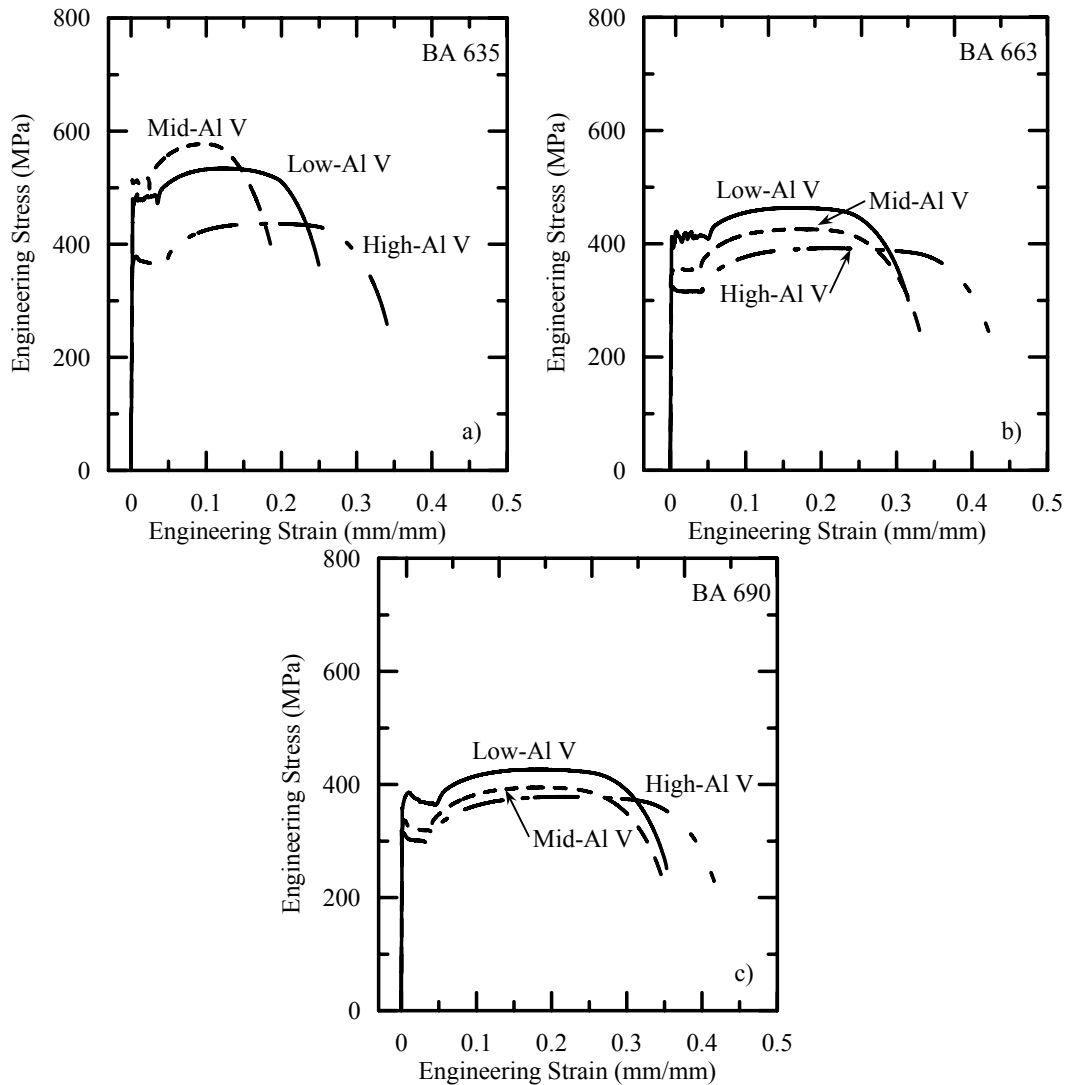 800
600
400
200
0
Engineering Stress (MPa)
BA 635
Mid-Al V
Low-Al V
High-Al V
a)
0 0.1 0.2 0.3 0.4 0.5
Engineering Strain (mm/mm)
800
600
400
200
0
Engineering Stress (MPa)
BA 663
Low-Al V
Mid-Al V
High-Al V
b)
0 0.1 0.2 0.3 0.4 0.5
Engineering Strain (mm/mm)
800
600
400
200
0
Engineering Stress (MPa)
BA 690
Low-Al V
High-Al V
Mid-Al V
c)
0 0.1 0.2 0.3 0.4 0.5
Engineering Strain (mm/mm)